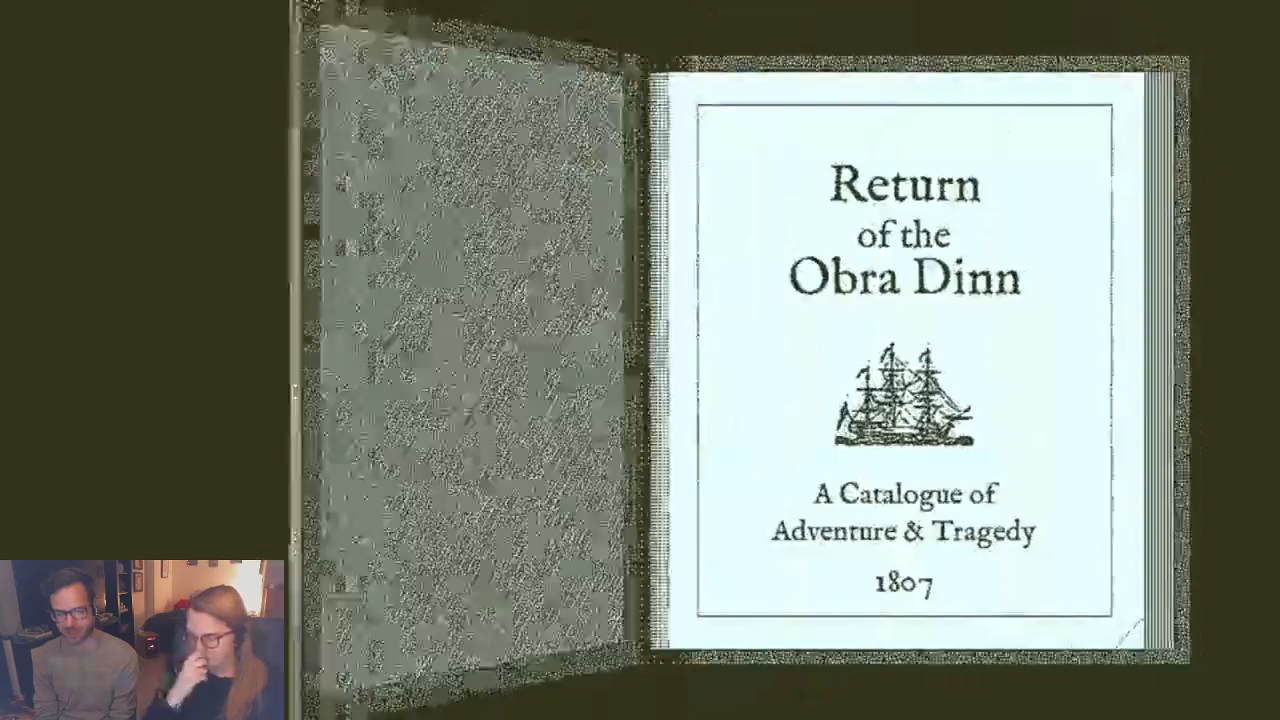 Return
of the
Obra Dinn
A Catalogue of
Adventure & Tragedy
1807